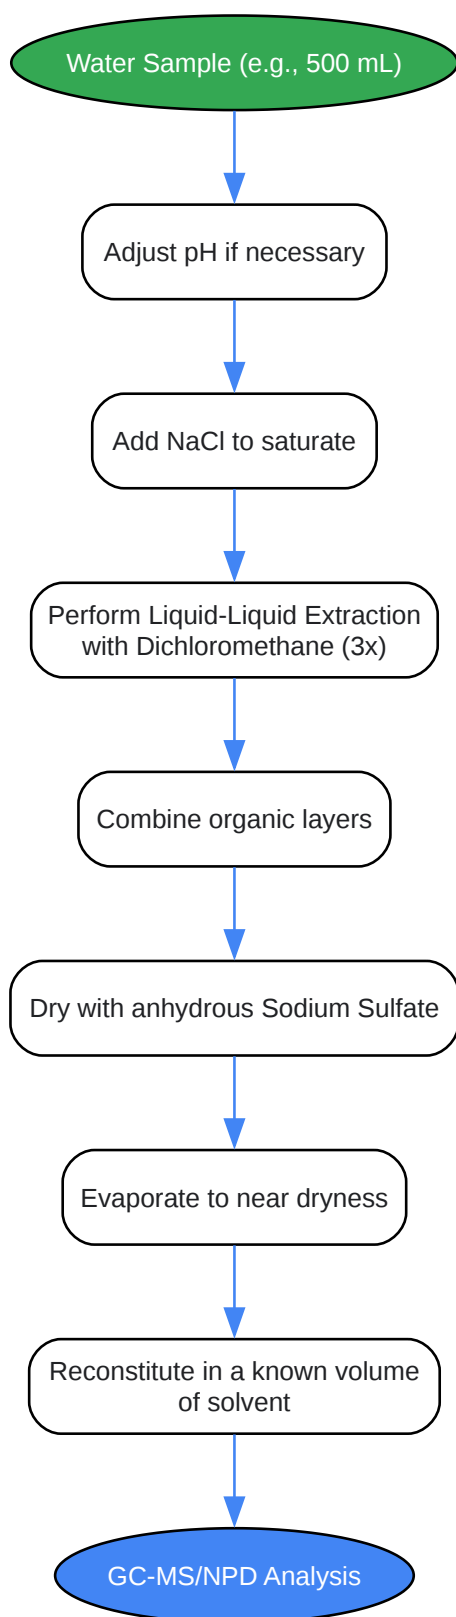 Water Sample (e.g., 500 mL)
Adjust pH if necessary
Add NaCl to saturate
Perform Liquid-Liquid Extraction
with Dichloromethane (3x)
Combine organic layers
Dry with anhydrous Sodium Sulfate
Evaporate to near dryness
Reconstitute in a known volume
of solvent
GC-MS/NPD Analysis